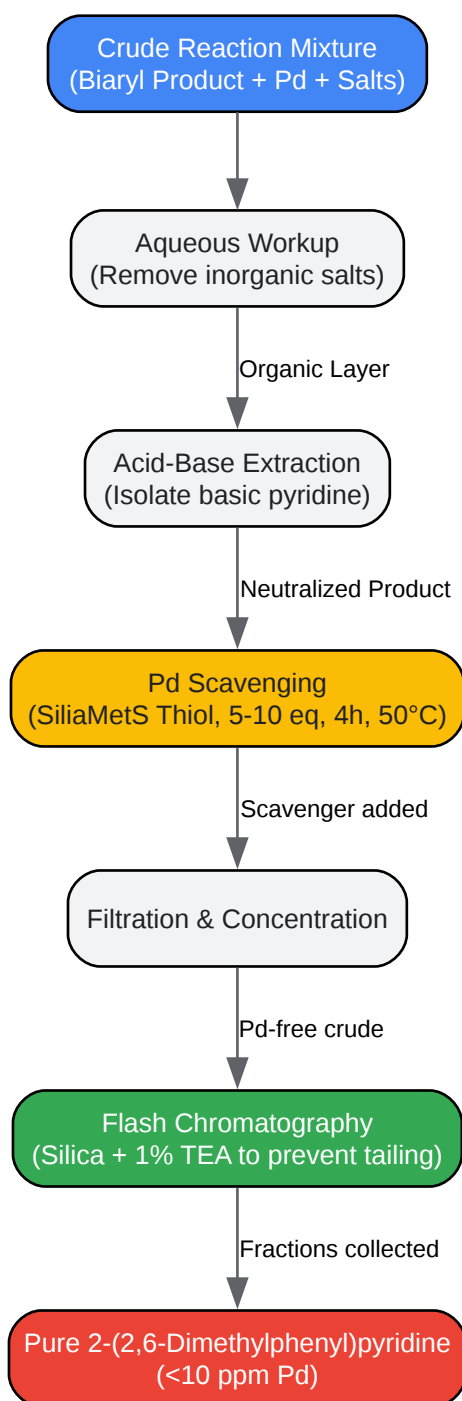 Crude Reaction Mixture
(Biaryl Product + Pd + Salts)
Aqueous Workup
(Remove inorganic salts)
Organic Layer
Acid-Base Extraction
(Isolate basic pyridine)
Neutralized Product
Pd Scavenging
(SiliaMetS Thiol, 5-10 eq, 4h, 50°C)
Scavenger added
Filtration & Concentration
Pd-free crude
Flash Chromatography
(Silica + 1% TEA to prevent tailing)
Fractions collected
Pure 2-(2,6-Dimethylphenyl)pyridine
(<10 ppm Pd)